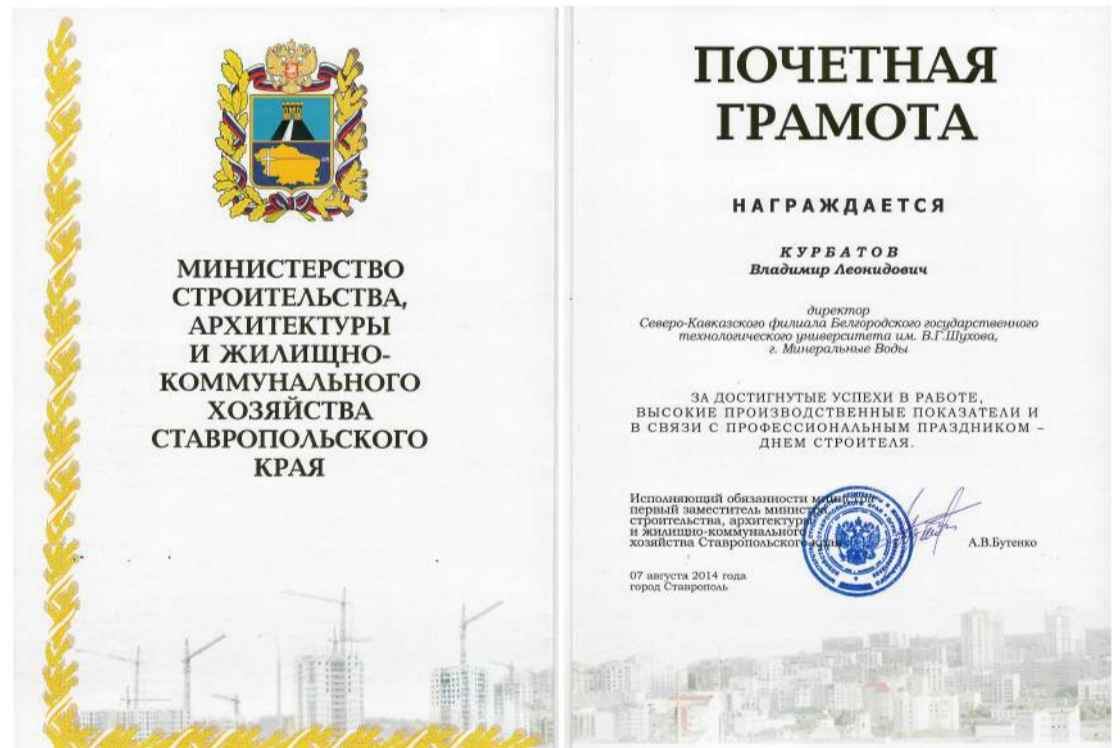 МИНИСТЕРСТВО
СТРОИТЕЛЬСТВА,
АРХИТЕКТУРЫ
И ЖИЛИЩНО-
КОММУНАЛЬНОГО
ХОЗЯЙСТВА
СТАВРОПОЛЬСКОГО
КРАЯ
ПОЧЕТНАЯ
ГРАМОТА
НАГРАЖДАЕТСЯ
КУРБАТОВ
Владимир Леонидович
директор
Северо-Кавказского филиала Белгородского государственного
технологического университета им. В.Г.Шухова,
г. Минеральные Воды
ЗА ДОСТИГНУТЫЕ УСПЕХИ В РАБОТЕ,
ВЫСОКИЕ ПРОИЗВОДСТВЕННЫЕ ПОКАЗАТЕЛИ И
В СВЯЗИ С ПРОФЕССИОНАЛЬНЫМ ПРАЗДНИКОМ –
ДНЕМ СТРОИТЕЛЯ.
Исполняющий обязанности министра
первый заместитель министра
строительства, архитектуры
и жилищно-коммунального
хозяйства Ставропольского края
А.В.Бутенко
07 августа 2014 года
город Ставрополь